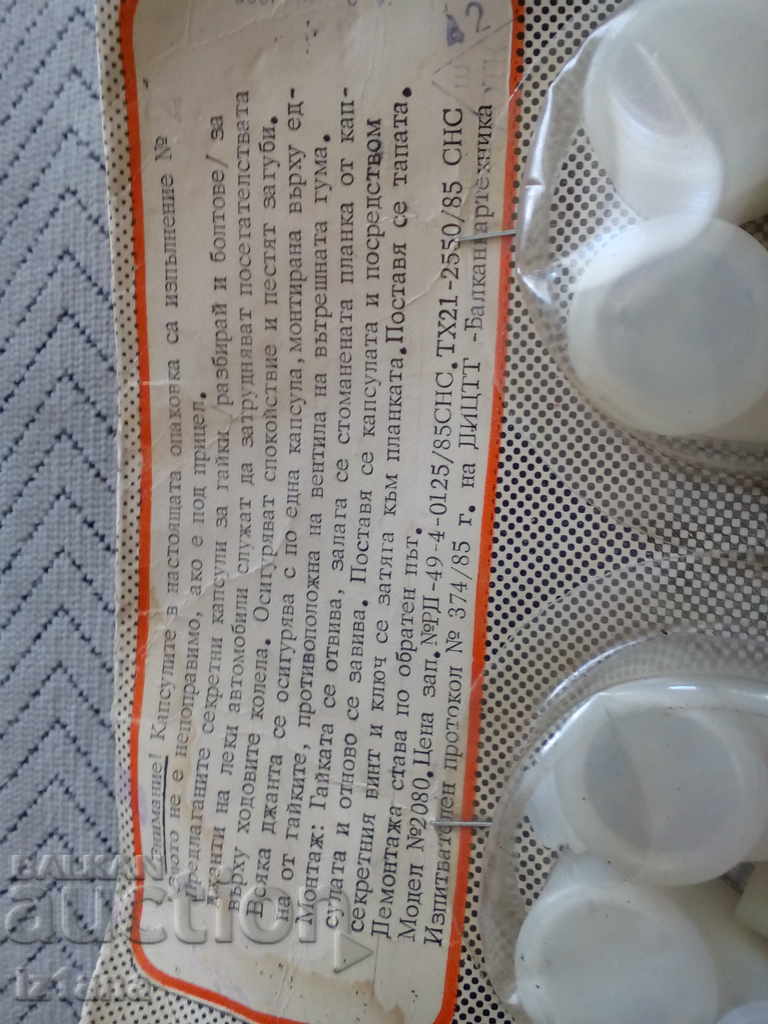 Внимание! Капсулите в настоящата опаковка са изпълнение №
което не е непоправимо, ако е под прицел.
Предлаганите секретни капсули за гайки /разбирай и болтове/ за
джанти на леки автомобили служат да затрудняват посегателствата
върху ходовите колела. Осигуряват спокойствие и пестят загуби.
Всяка джанта се осигурява с по една капсула,монтирана върху ед-
на от гайките, противоположна на вентила на вътрешната гума.
Монтаж: Гайката се отвива, залага се стоманената планка от кап-
сулата и отново се завива. Поставя се капсулата и посредством
секретния винт и ключ се затяга към планката.Поставя се тапата.
Демонтажа става по обратен път.
Модел №2080.Цена зап.№РД-49-4-0125/85СНС.ТХ21-2550/85 СНС
Изпитвателен протокол № 374/85 г. на ЛИЦТТ -Балканкартехника
2
BALKAN
auction
iz1ana